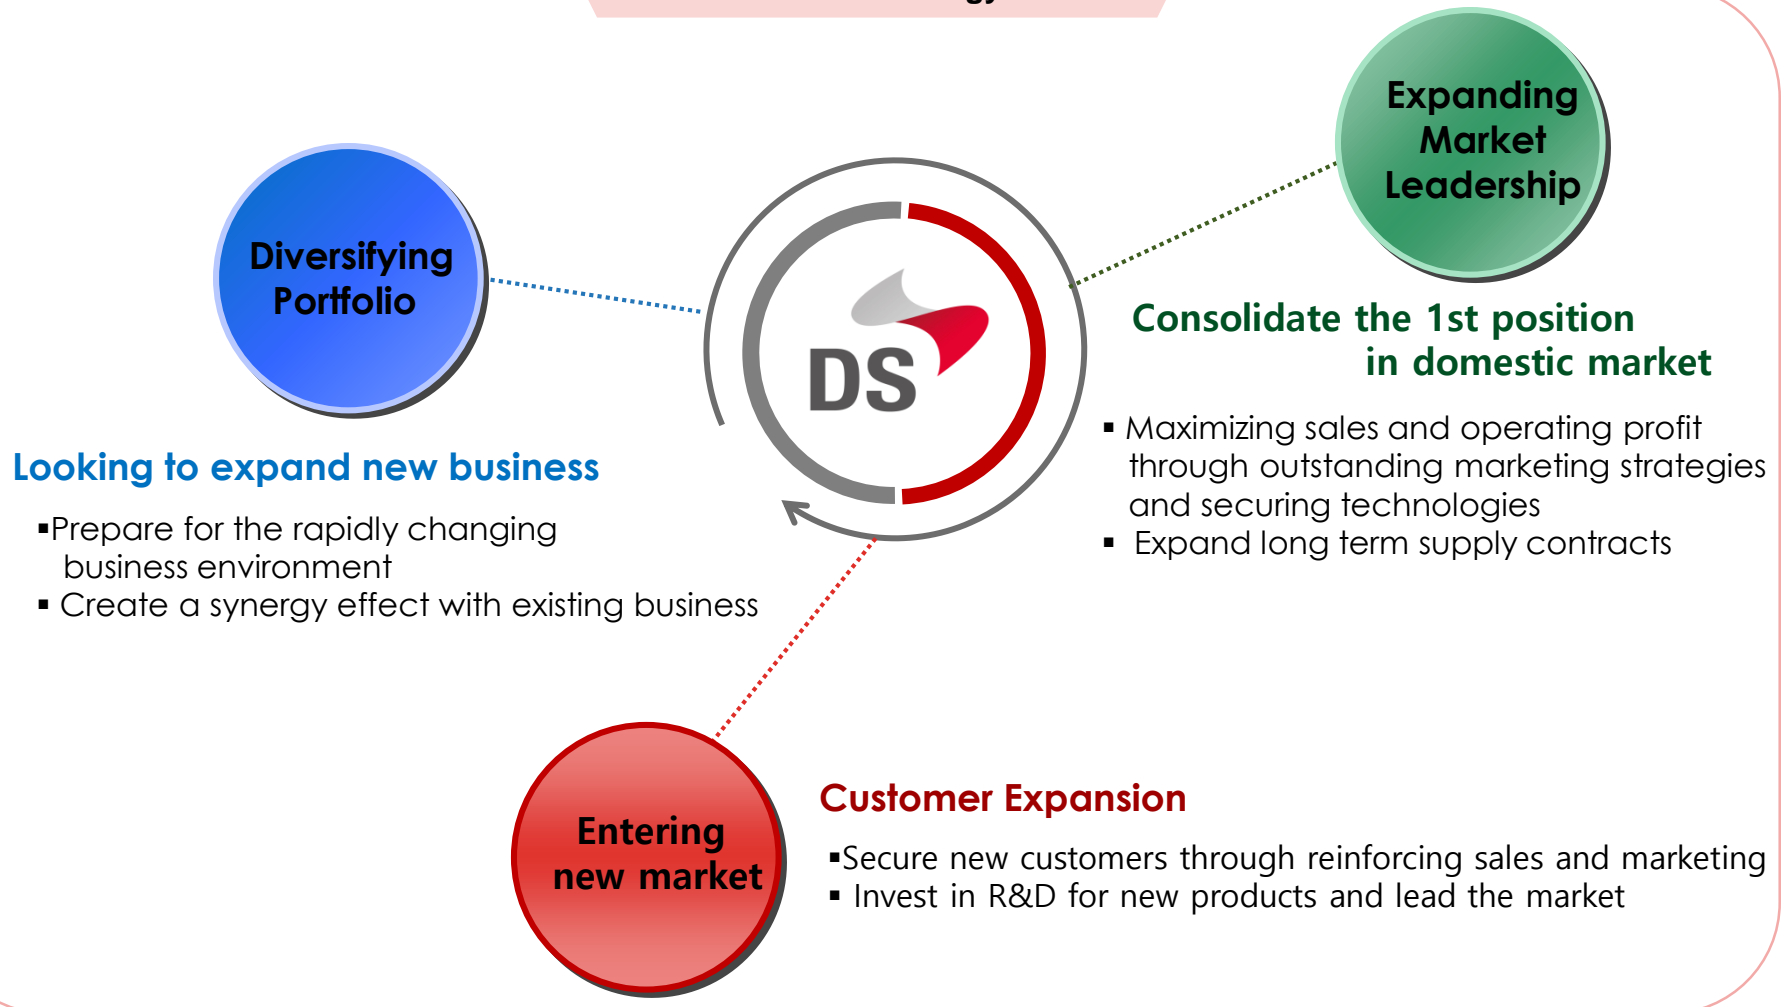 Expanding
Market
Leadership
Diversifying
Portfolio
DS
Consolidate the 1st position
in domestic market
▪ Maximizing sales and operating profit
through outstanding marketing strategies
and securing technologies
▪ Expand long term supply contracts
Looking to expand new business
▪Prepare for the rapidly changing
business environment
▪ Create a synergy effect with existing business
Entering
new market
Customer Expansion
▪Secure new customers through reinforcing sales and marketing
▪ Invest in R&D for new products and lead the market